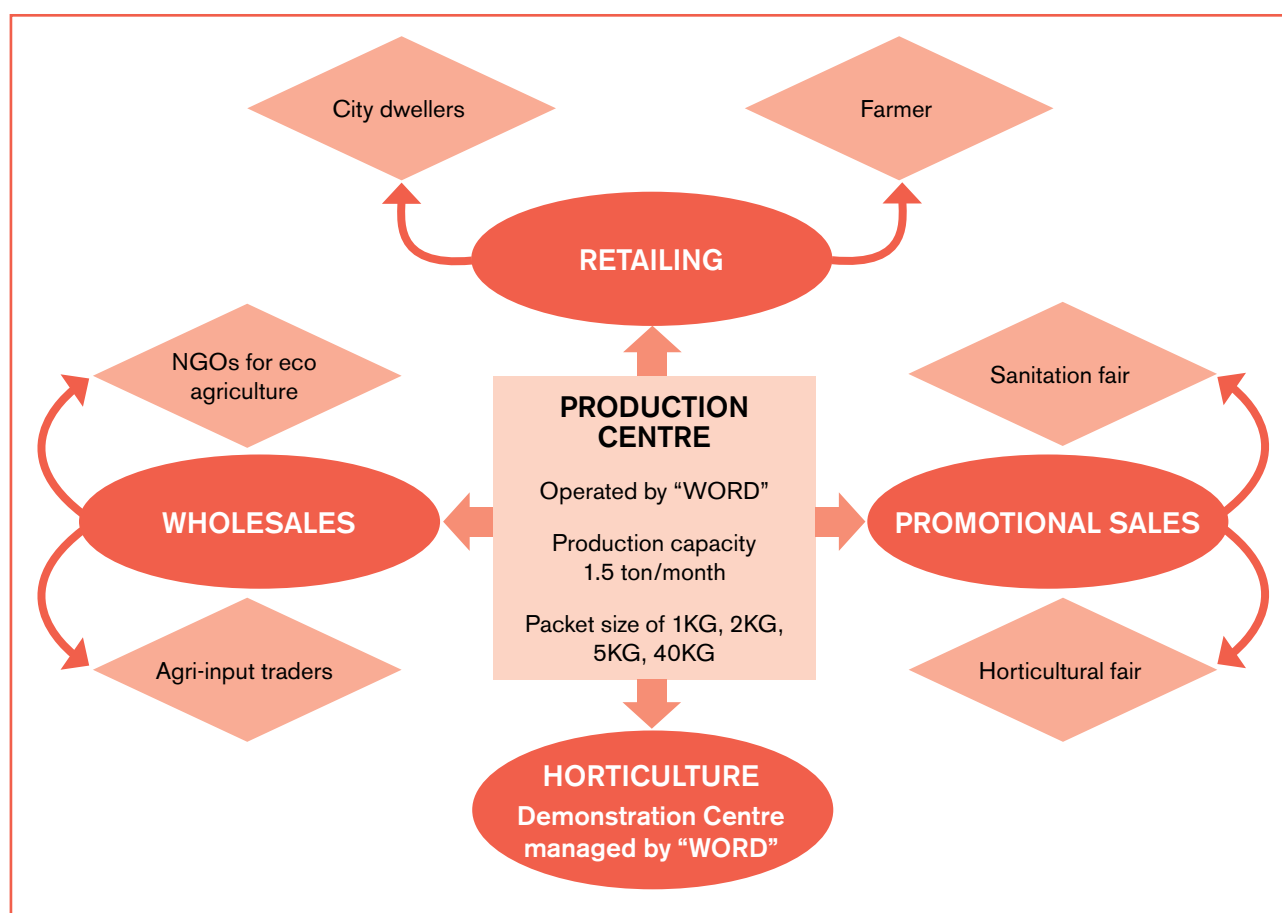 City dwellers
Farmer
RETAILING
NGOs for eco
agriculture
Sanitation fair
PRODUCTION
CENTRE
Operated by “WORD”
Production capacity
1.5 ton/month
Packet size of 1KG, 2KG,
5KG, 40KG
WHOLESALES
PROMOTIONAL SALES
Agri-input traders
Horticultural fair
HORTICULTURE
Demonstration Centre
managed by “WORD”